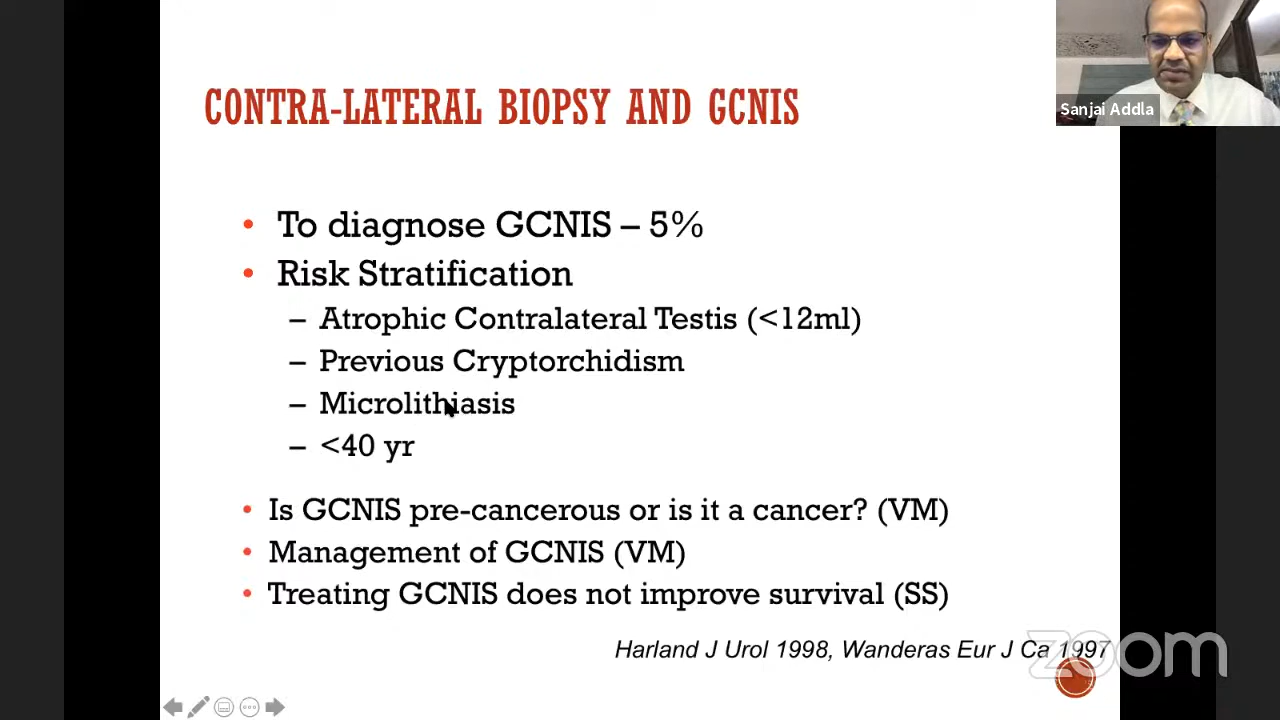 CONTRA-LATERAL BIOPSY AND GCNIS
Sanjai Addla
• To diagnose GCNIS – 5%
• Risk Stratification
– Atrophic Contralateral Testis (<12ml)
– Previous Cryptorchidism
– Microlithiasis
– <40 yr
• Is GCNIS pre-cancerous or is it a cancer? (VM)
• Management of GCNIS (VM)
• Treating GCNIS does not improve survival (SS)
Harland J Urol 1998, Wanderas Eur J Ca 1997
zoom